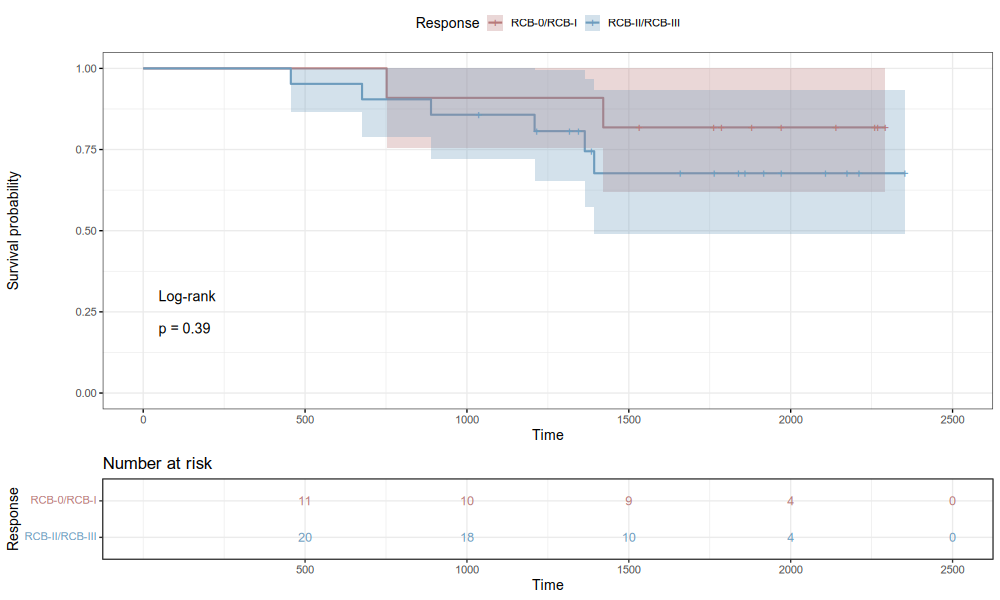 Response RCB-0/RCB-I RCB-II/RCB-III
Survival probability
1.00
0.75
0.50
0.25
0.00
Log-rank
p = 0.39
0 500 1000 1500 2000 2500
Time
Number at risk
Response
RCB-0/RCB-I 11 10 9 4 0
RCB-II/RCB-III 20 18 10 4 0
500 1000 1500 2000 2500
Time